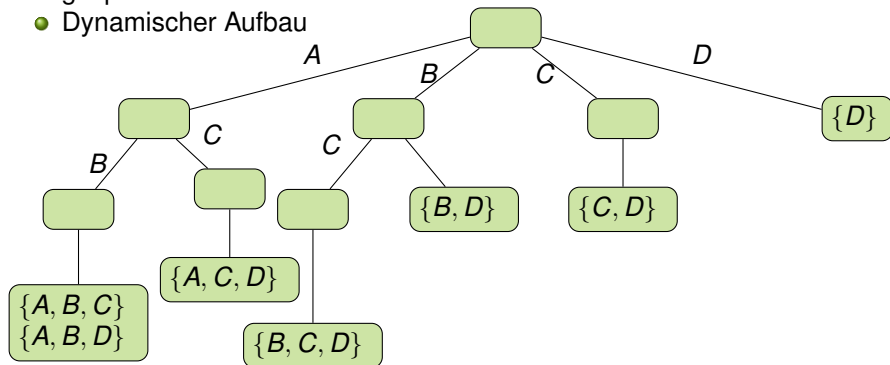 Dynamischer Aufbau
A
B
C
D
{D}
B
C
C
{B, D}
{C, D}
{A, C, D}
{A, B, C}
{A, B, D}
{B, C, D}